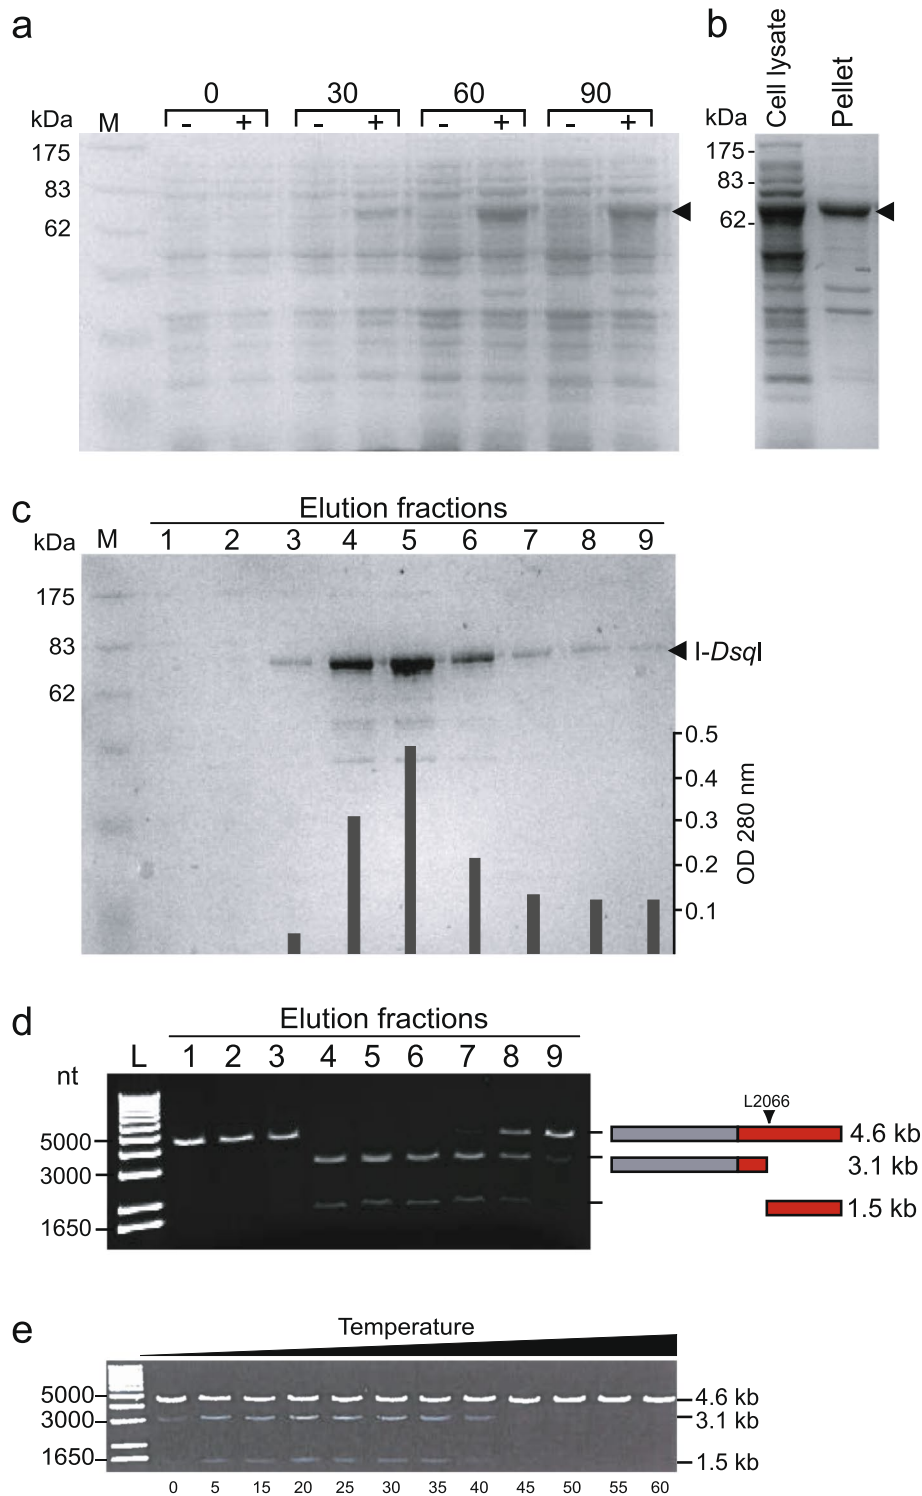 a
0 30 60 90
kDa M - + - + - + - +
175
83
62
b
Cell lysate
Pellet
kDa
175-
83-
62-
c
Elution fractions
kDa M 1 2 3 4 5 6 7 8 9
175
83
62
I-DsqI
0.5
0.4
0.3
0.2
0.1
OD 280 nm
d
Elution fractions
L 1 2 3 4 5 6 7 8 9
nt
5000
3000
1650
L2066
4.6 kb
3.1 kb
1.5 kb
e
Temperature
5000
3000
1650
4.6 kb
3.1 kb
1.5 kb
0 5 15 20 25 30 35 40 45 50 55 60